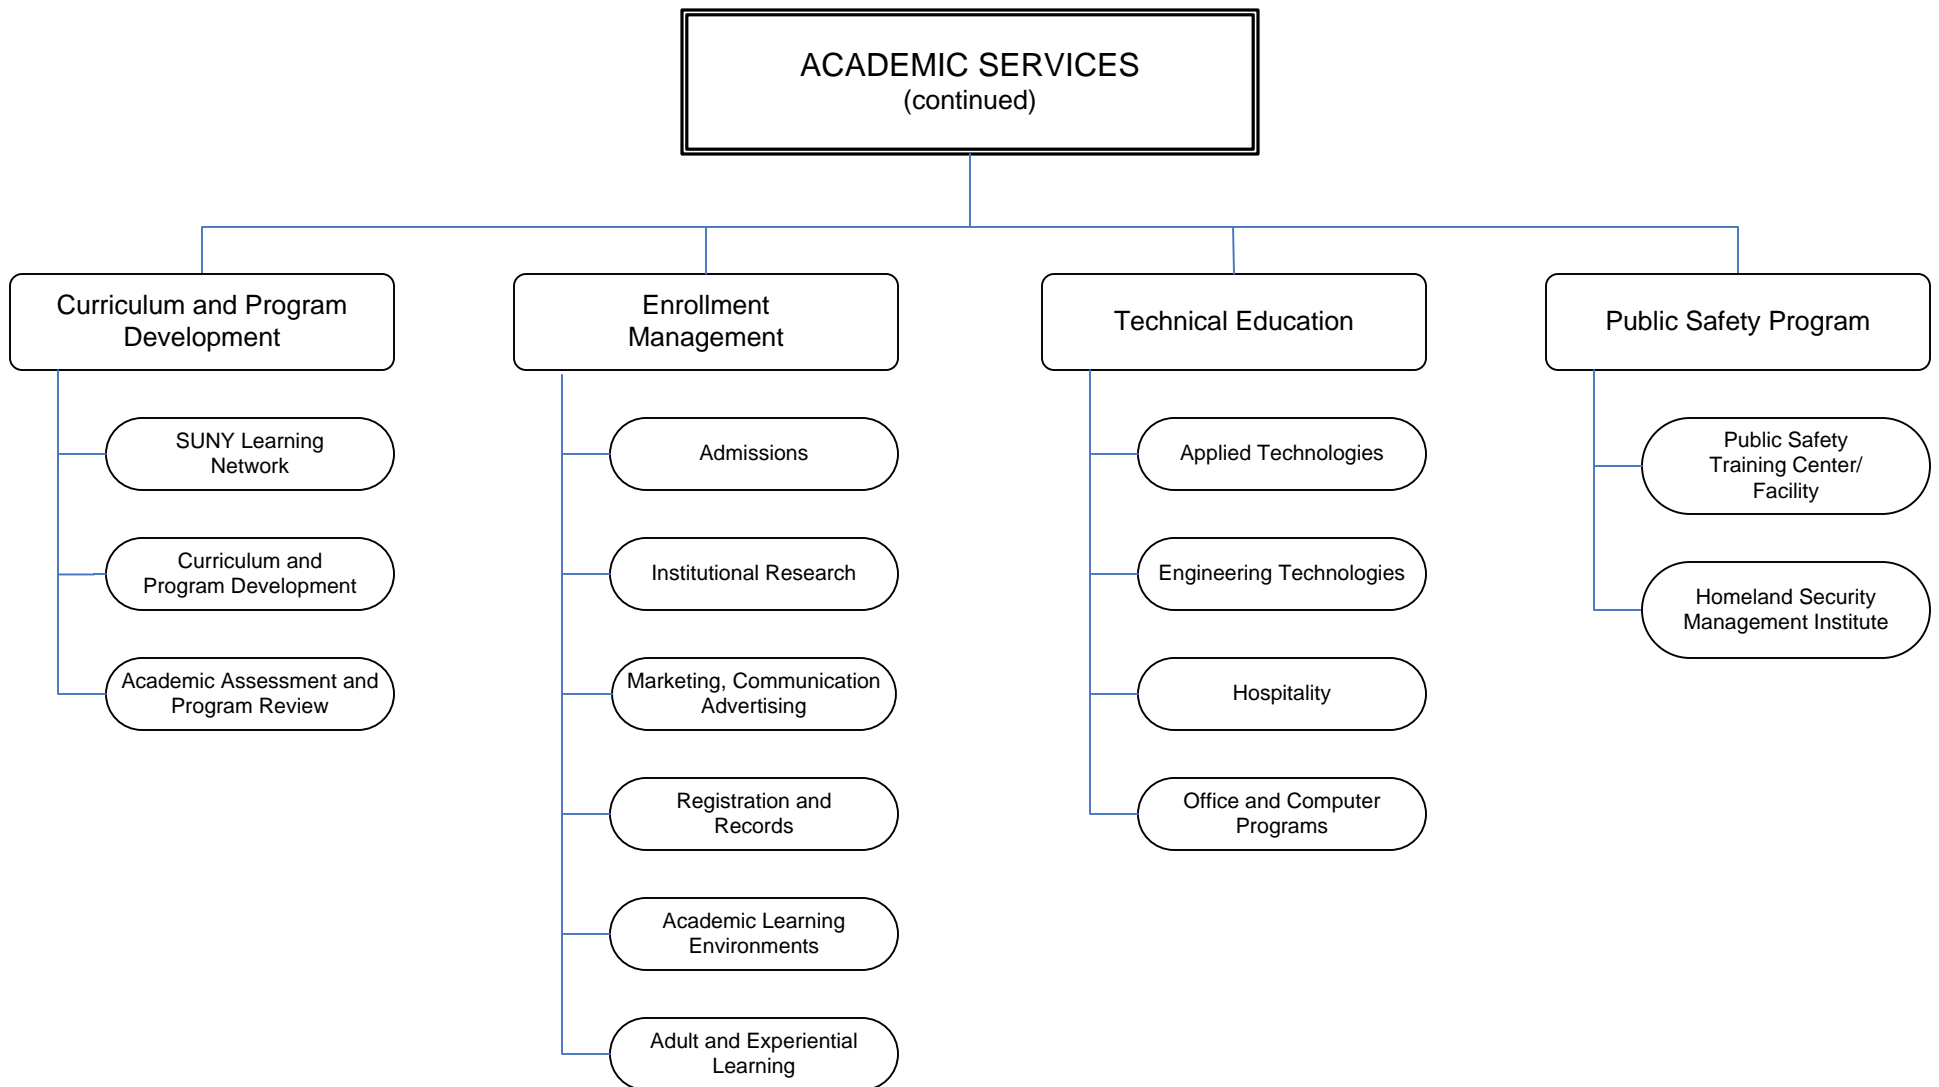 ACADEMIC SERVICES
(continued)
Curriculum and Program
Development
Enrollment
Management
Technical Education
Public Safety Program
SUNY Learning
Network
Curriculum and
Program Development
Academic Assessment and
Program Review
Admissions
Institutional Research
Marketing, Communication
Advertising
Registration and
Records
Academic Learning
Environments
Adult and Experiential
Learning
Applied Technologies
Engineering Technologies
Hospitality
Office and Computer
Programs
Public Safety
Training Center/
Facility
Homeland Security
Management Institute